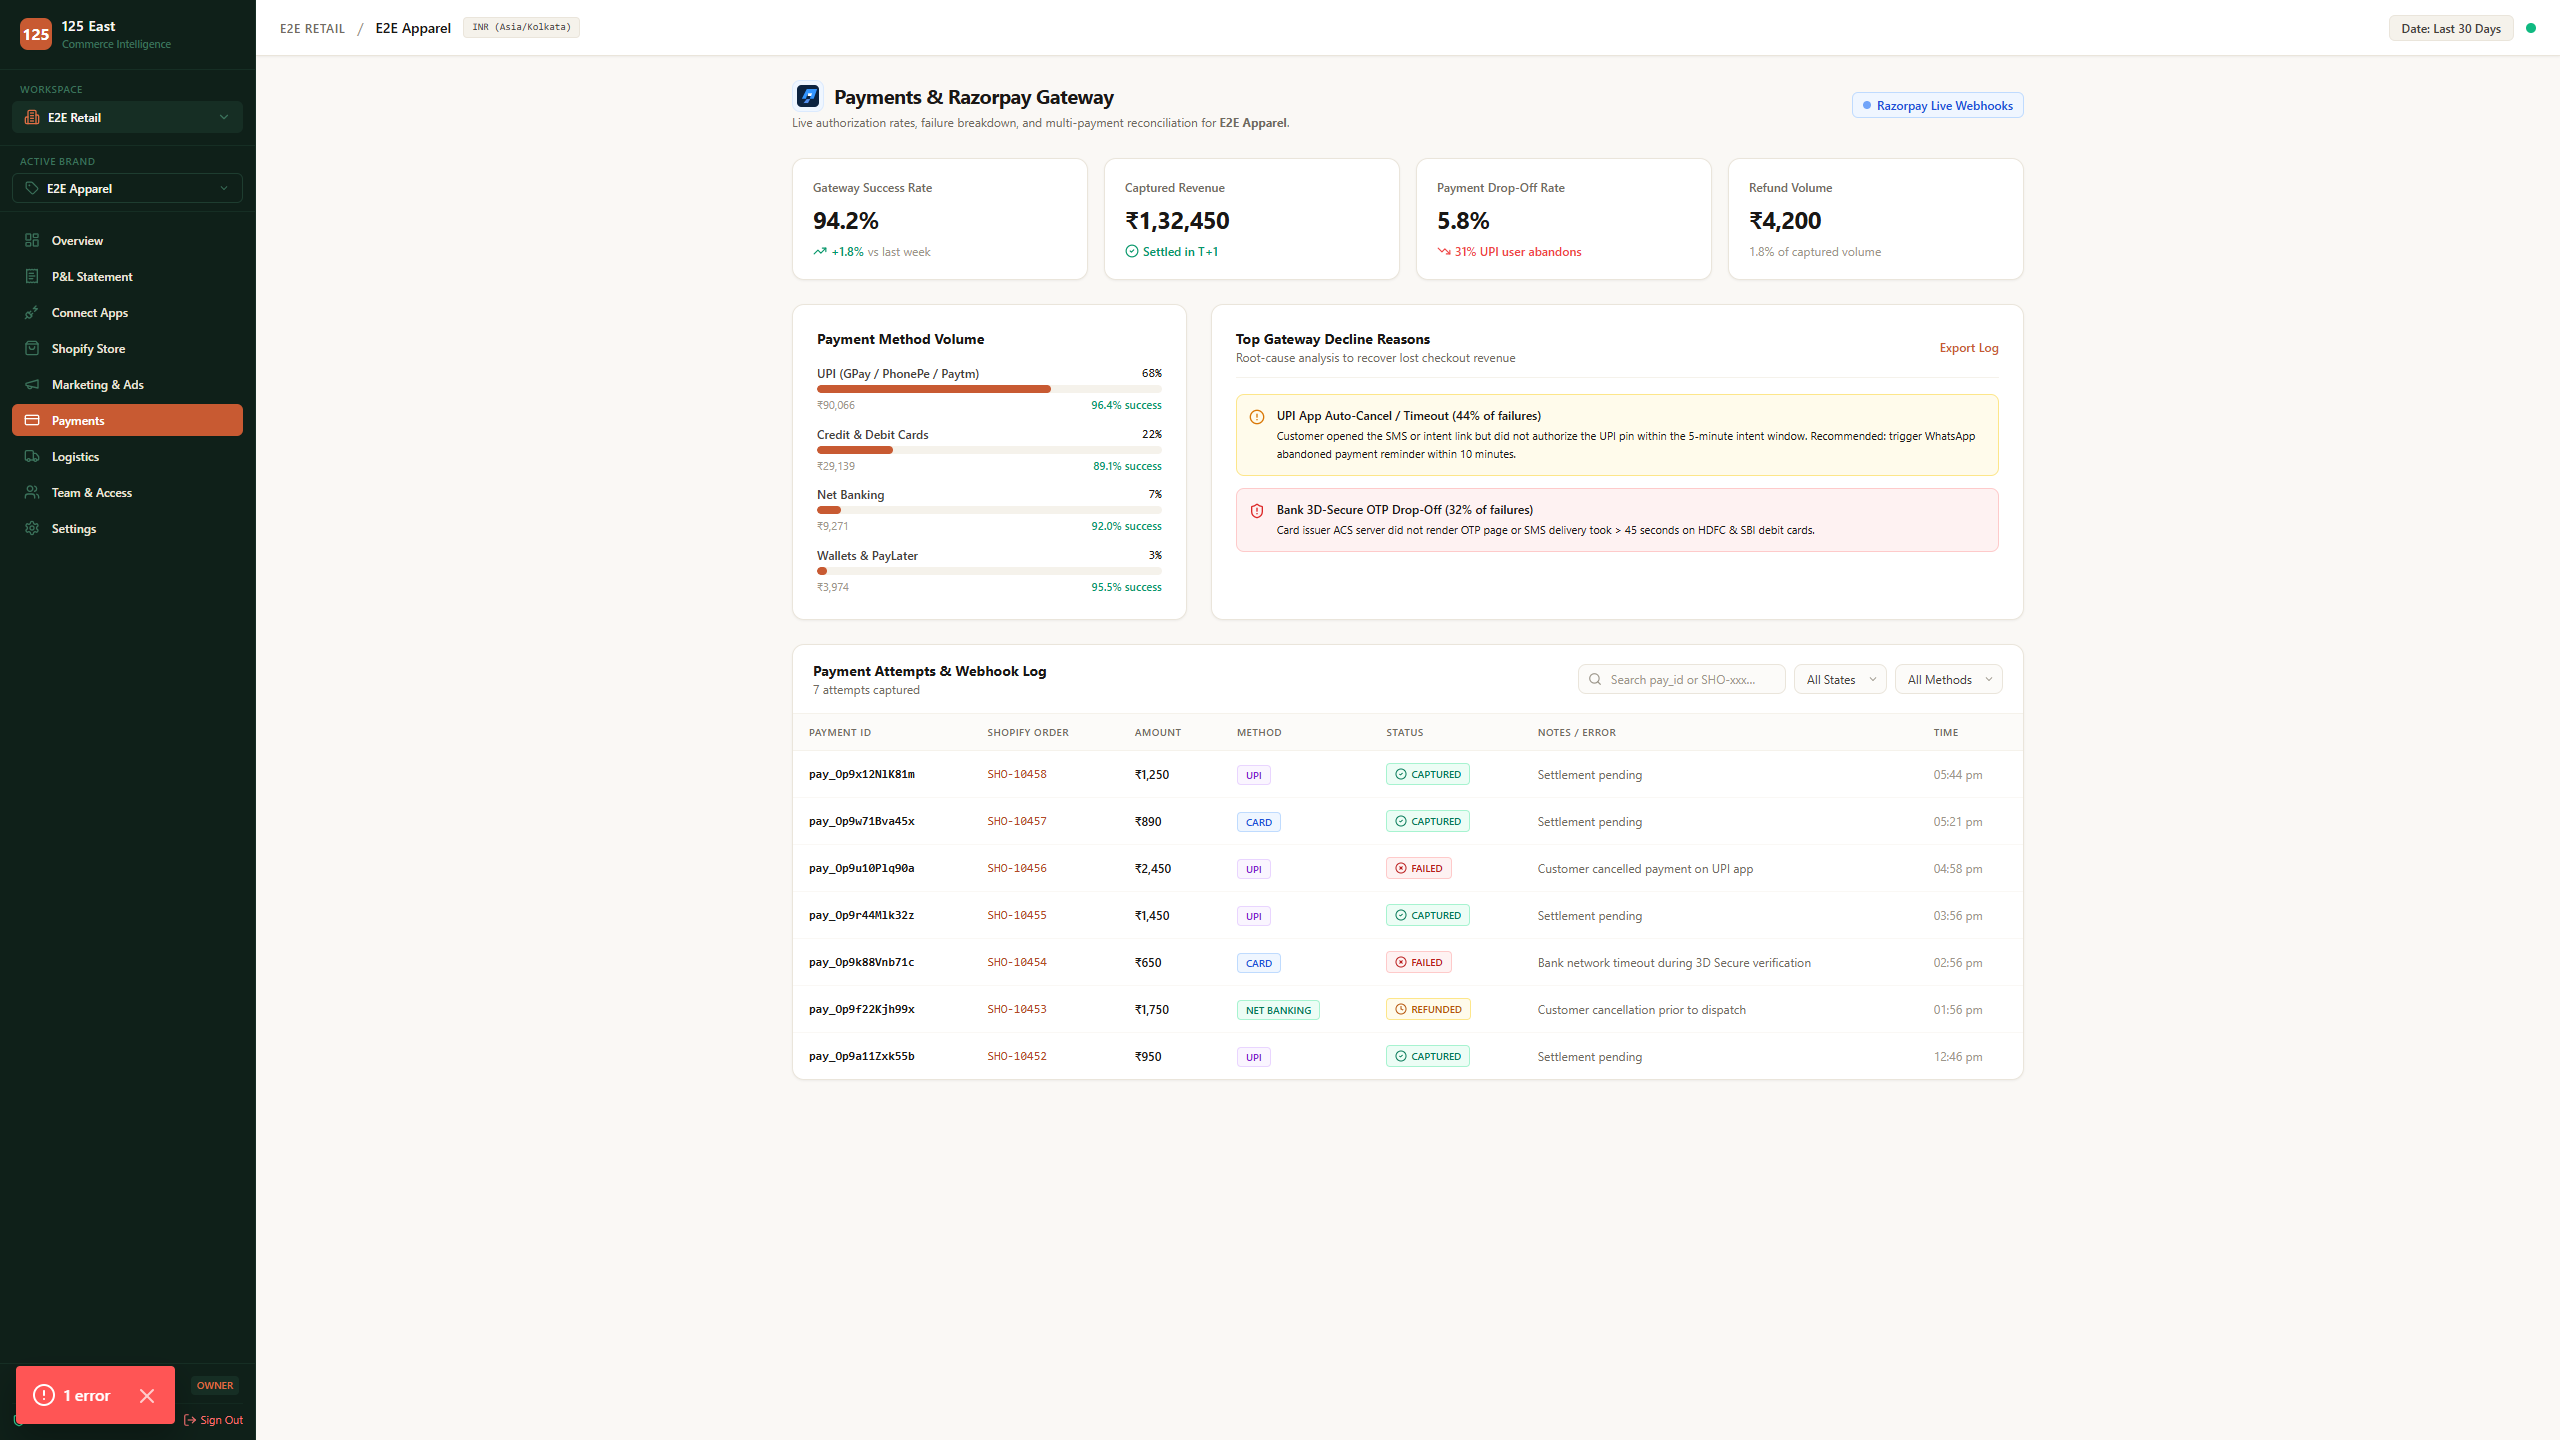 125
125 East
Commerce Intelligence
WORKSPACE
E2E Retail
ACTIVE BRAND
E2E Apparel
Overview
P&L Statement
Connect Apps
Shopify Store
Marketing & Ads
Payments
Logistics
Team & Access
Settings
1 error
OWNER
Sign Out
E2E RETAIL / E2E Apparel INR (Asia/Kolkata)
Date: Last 30 Days
Payments & Razorpay Gateway
Live authorization rates, failure breakdown, and multi-payment reconciliation for E2E Apparel.
Razorpay Live Webhooks
Gateway Success Rate
94.2%
+1.8% vs last week
Captured Revenue
₹1,32,450
Settled in T+1
Payment Drop-Off Rate
5.8%
31% UPI user abandons
Refund Volume
₹4,200
1.8% of captured volume
Payment Method Volume
UPI (GPay / PhonePe / Paytm) 68%
₹90,066 96.4% success
Credit & Debit Cards 22%
₹29,139 89.1% success
Net Banking 7%
₹9,271 92.0% success
Wallets & PayLater 3%
₹3,974 95.5% success
Top Gateway Decline Reasons
Root-cause analysis to recover lost checkout revenue
Export Log
UPI App Auto-Cancel / Timeout (44% of failures)
Customer opened the SMS or intent link but did not authorize the UPI pin within the 5-minute intent window. Recommended: trigger WhatsApp
abandoned payment reminder within 10 minutes.
Bank 3D-Secure OTP Drop-Off (32% of failures)
Card issuer ACS server did not render OTP page or SMS delivery took > 45 seconds on HDFC & SBI debit cards.
Payment Attempts & Webhook Log
7 attempts captured
Search pay_id or SHO-xxx...
All States
All Methods
PAYMENT ID SHOPIFY ORDER AMOUNT METHOD STATUS NOTES / ERROR TIME
pay_Op9x12NlK81m SHO-10458 ₹1,250 UPI CAPTURED Settlement pending 05:44 pm
pay_Op9w71Bva45x SHO-10457 ₹890 CARD CAPTURED Settlement pending 05:21 pm
pay_Op9u10Plq90a SHO-10456 ₹2,450 UPI FAILED Customer cancelled payment on UPI app 04:58 pm
pay_Op9r44Mlk32z SHO-10455 ₹1,450 UPI CAPTURED Settlement pending 03:56 pm
pay_Op9k88Vnb71c SHO-10454 ₹650 CARD FAILED Bank network timeout during 3D Secure verification 02:56 pm
pay_Op9f22Kjh99x SHO-10453 ₹1,750 NET BANKING REFUNDED Customer cancellation prior to dispatch 01:56 pm
pay_Op9a11Zxk55b SHO-10452 ₹950 UPI CAPTURED Settlement pending 12:46 pm